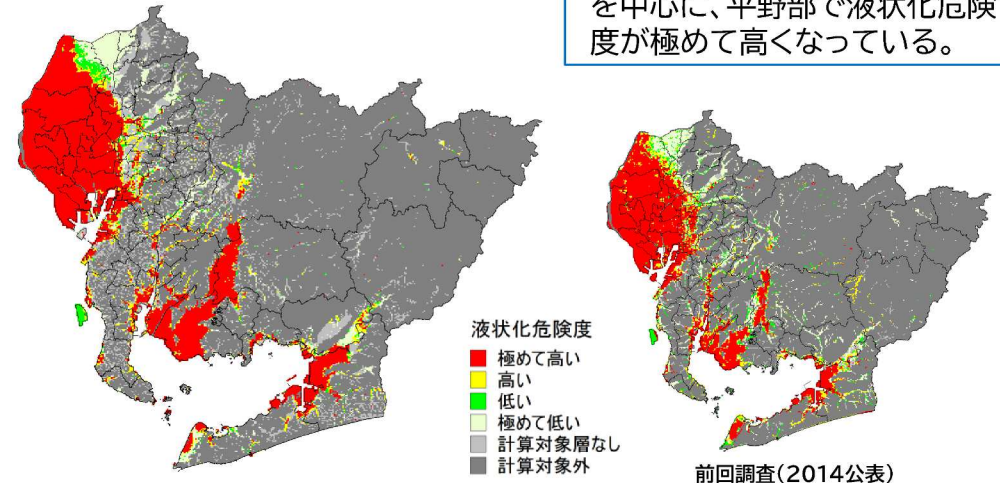 を中心に、平野部で液状化危険
度が極めて高くなっている。
液状化危険度
極めて高い
高い
低い
極めて低い
計算対象層なし
計算対象外
前回調査(2014公表)